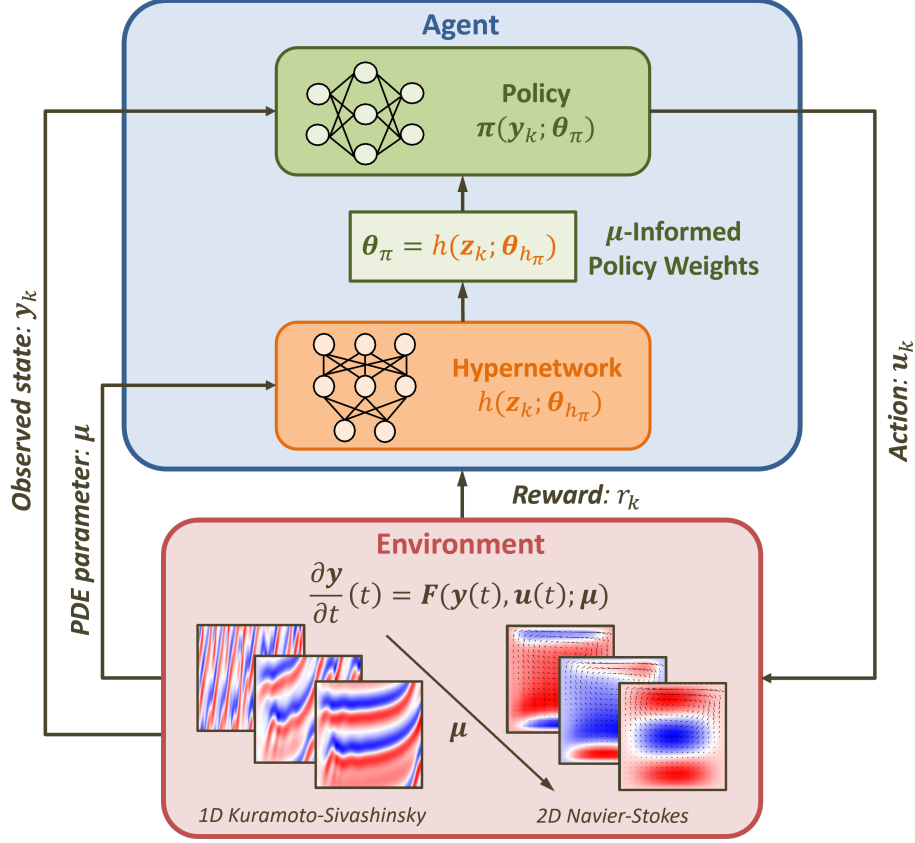 Agent
Policy
π(y_k; θ_π)
θ_π = h(z_k; θ_{h_π})
μ-Informed
Policy Weights
Hypernetwork
h(z_k; θ_{h_π})
Observed state: y_k
PDE parameter: μ
Action: u_k
Reward: r_k
Environment
∂y/∂t (t) = F(y(t), u(t); μ)
μ
1D Kuramoto-Sivashinsky
2D Navier-Stokes